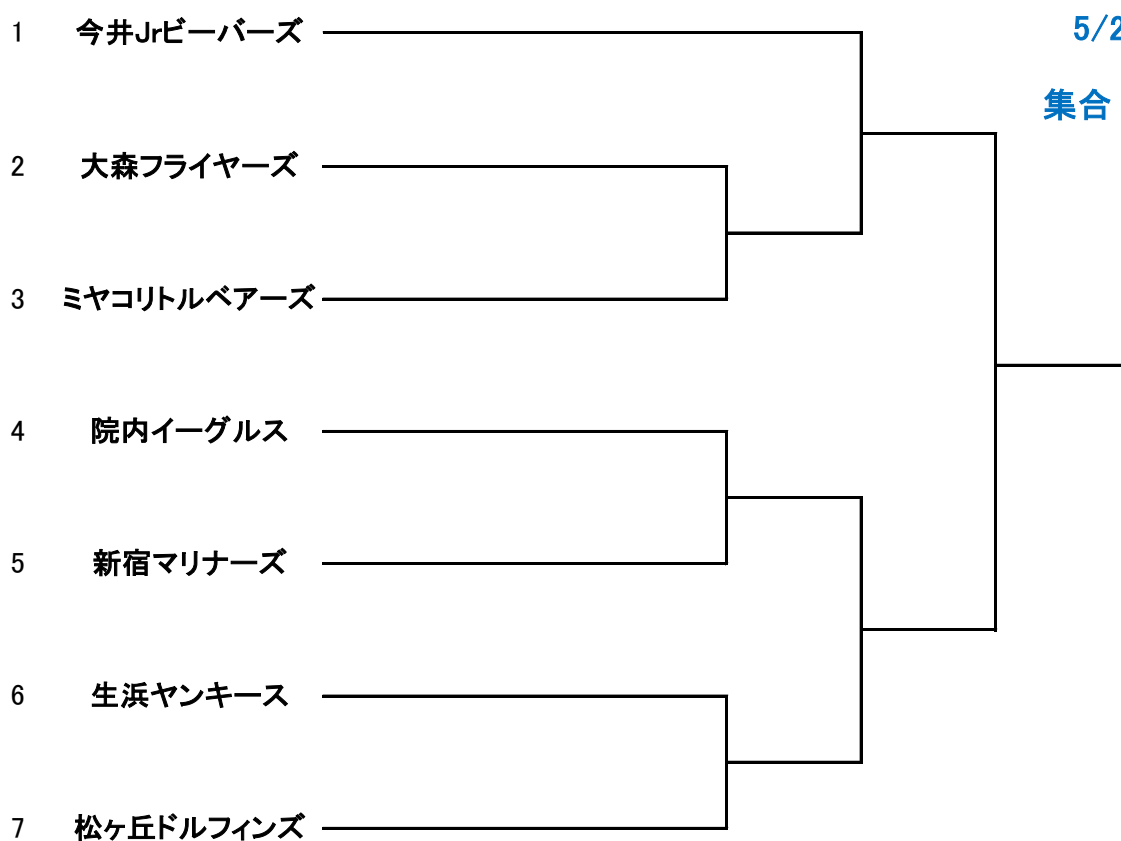 1 今井Jrビーバーズ
5/2
集合
2 大森フライヤーズ
3 ミヤコリトルベアーズ
4 院内イーグルス
5 新宿マリナーズ
6 生浜ヤンキース
7 松ヶ丘ドルフィンズ